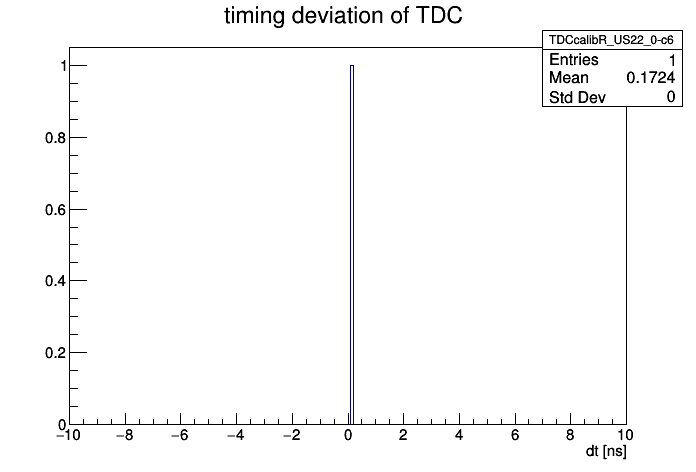 timing deviation of TDC
TDCcalibR_US22_0-c6
Entries 1
Mean 0.1724
Std Dev 0
1
0.8
0.6
0.4
0.2
0
−10 −8 −6 −4 −2 0 2 4 6 8 10
dt [ns]